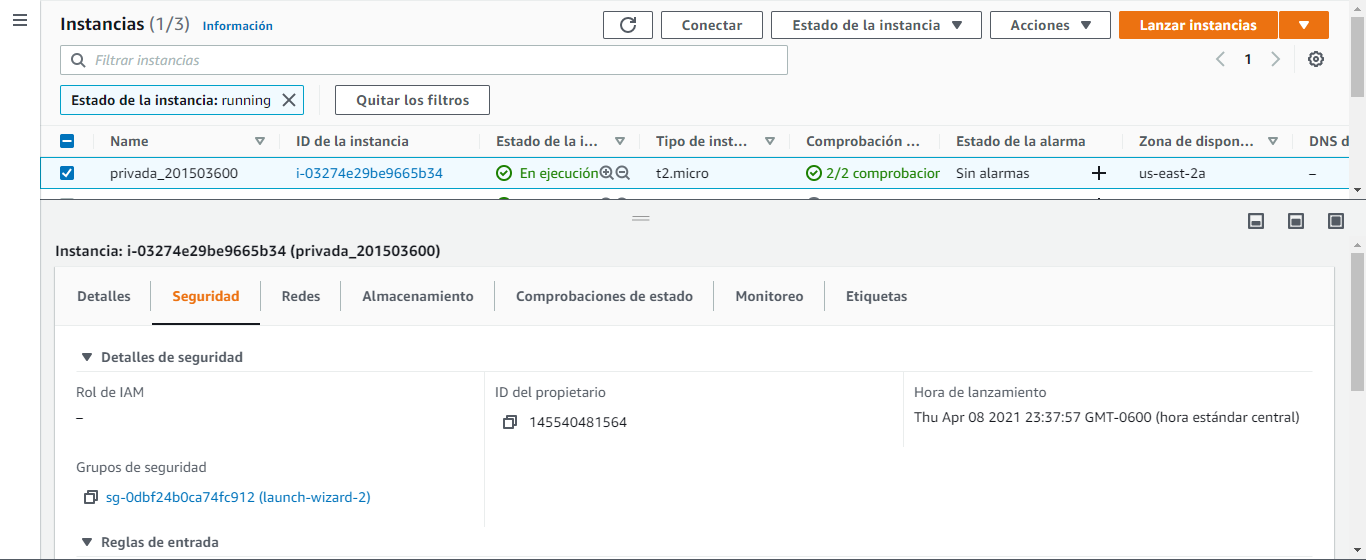 Instancias (1/3) Información
Conectar Estado de la instancia Acciones Lanzar instancias
Filtrar instancias
1
Estado de la instancia: running Quitar los filtros
Name ID de la instancia Estado de la i... Tipo de inst... Comprobación ... Estado de la alarma Zona de dispon... DNS d
privada_201503600 i-03274e29be9665b34 En ejecución t2.micro 2/2 comprobacior Sin alarmas us-east-2a –
Instancia: i-03274e29be9665b34 (privada_201503600)
Detalles Seguridad Redes Almacenamiento Comprobaciones de estado Monitoreo Etiquetas
Detalles de seguridad
Rol de IAM ID del propietario Hora de lanzamiento
– 145540481564 Thu Apr 08 2021 23:37:57 GMT-0600 (hora estándar central)
Grupos de seguridad
sg-0dbf24b0ca74fc912 (launch-wizard-2)
Reglas de entrada